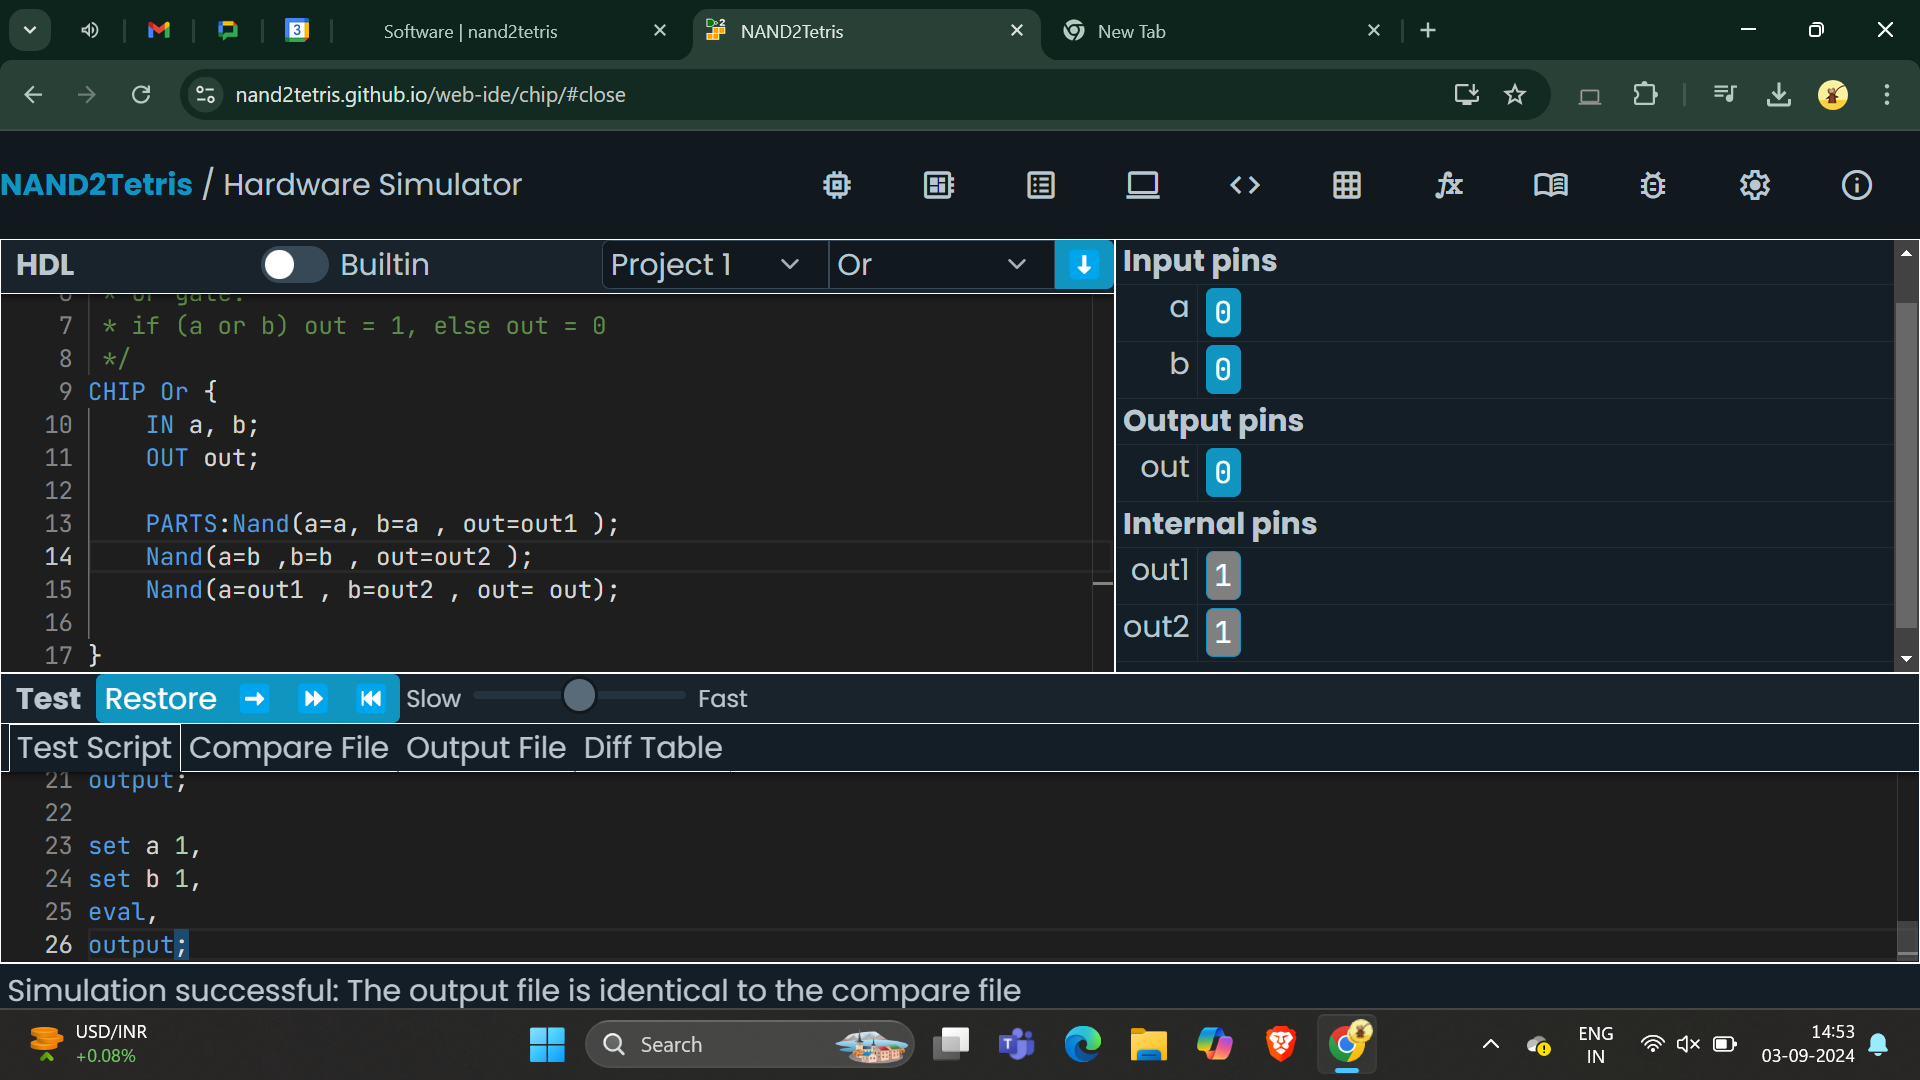 Software | nand2tetris
NAND2Tetris
New Tab
nand2tetris.github.io/web-ide/chip/#close
NAND2Tetris / Hardware Simulator
HDL
Builtin
Project 1
Or
6 * or gate:
7 * if (a or b) out = 1, else out = 0
8 */
9 CHIP Or {
10 IN a, b;
11 OUT out;
12
13 PARTS:Nand(a=a, b=a , out=out1 );
14 Nand(a=b ,b=b , out=out2 );
15 Nand(a=out1 , b=out2 , out= out);
16
17 }
Input pins
a 0
b 0
Output pins
out 0
Internal pins
out1 1
out2 1
Test Restore Slow Fast
Test Script Compare File Output File Diff Table
21 output;
22
23 set a 1,
24 set b 1,
25 eval,
26 output;
Simulation successful: The output file is identical to the compare file
USD/INR
+0.08%
Search
ENG
IN
14:53
03-09-2024